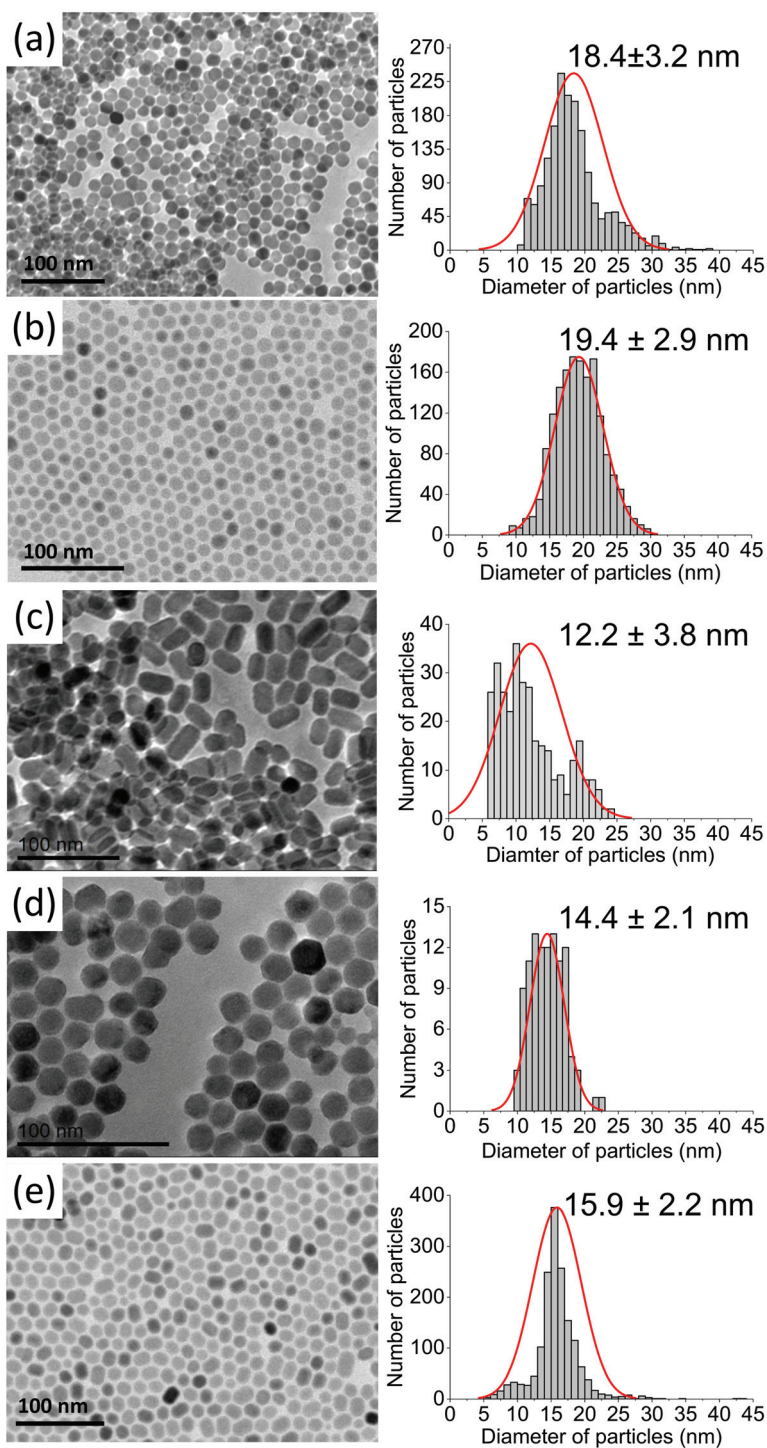 (a)
100 nm
18.4±3.2 nm
Number of particles
270
225
180
135
90
45
0
0 5 10 15 20 25 30 35 40 45
Diameter of particles (nm)
(b)
100 nm
19.4 ± 2.9 nm
Number of particles
200
160
120
80
40
0
0 5 10 15 20 25 30 35 40 45
Diameter of particles (nm)
(c)
100 nm
12.2 ± 3.8 nm
Number of particles
40
30
20
10
0
0 5 10 15 20 25 30 35 40 45
Diamter of particles (nm)
(d)
100 nm
14.4 ± 2.1 nm
Number of particles
15
12
9
6
3
0
0 5 10 15 20 25 30 35 40 45
Diameter of particles (nm)
(e)
100 nm
15.9 ± 2.2 nm
Number of particles
400
300
200
100
0
0 5 10 15 20 25 30 35 40 45
Diameter of particles (nm)